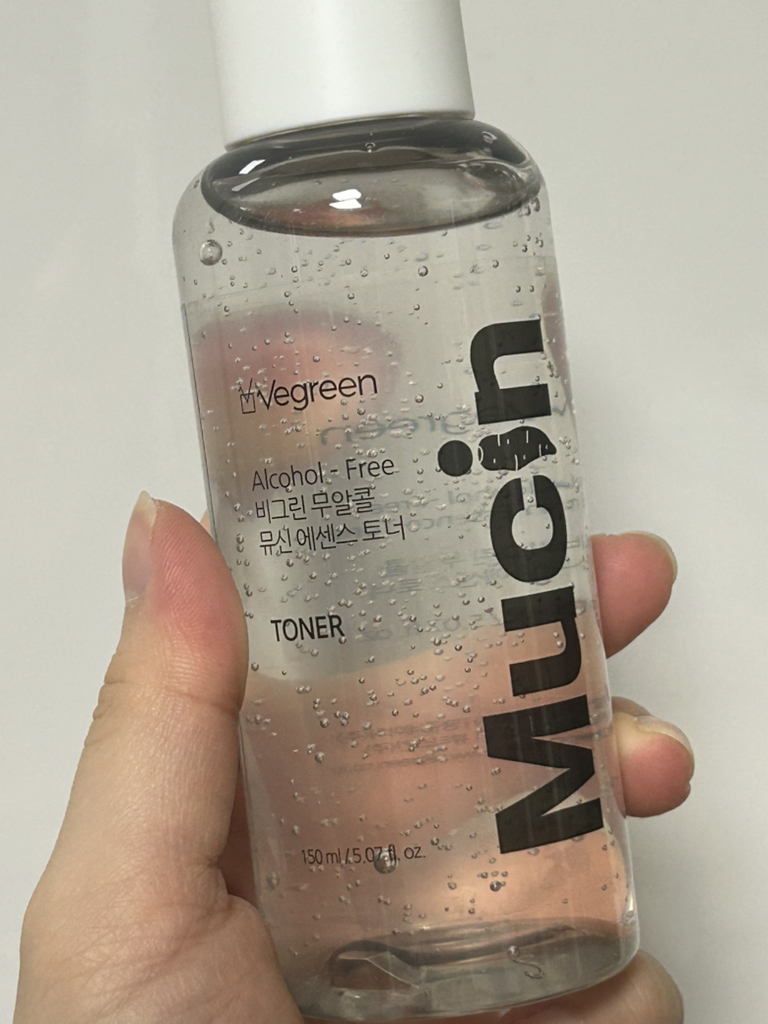 Vegreen
Alcohol - Free
비그린 무알콜
뮤신 에센스 토너
TONER
150 ml / 5.07 fl. oz.
Mucin